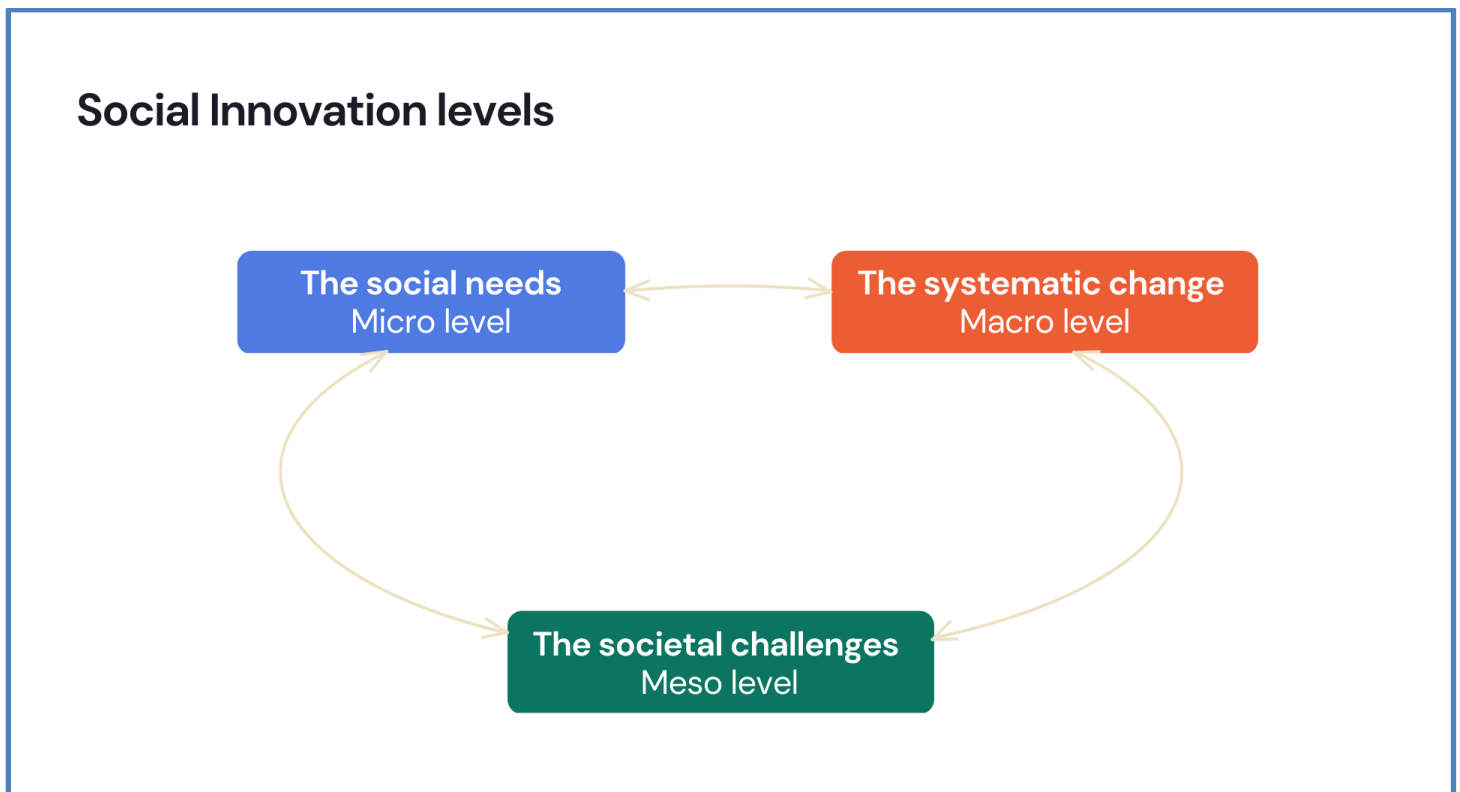 Social Innovation levels
The social needs
Micro level
The systematic change
Macro level
The societal challenges
Meso level